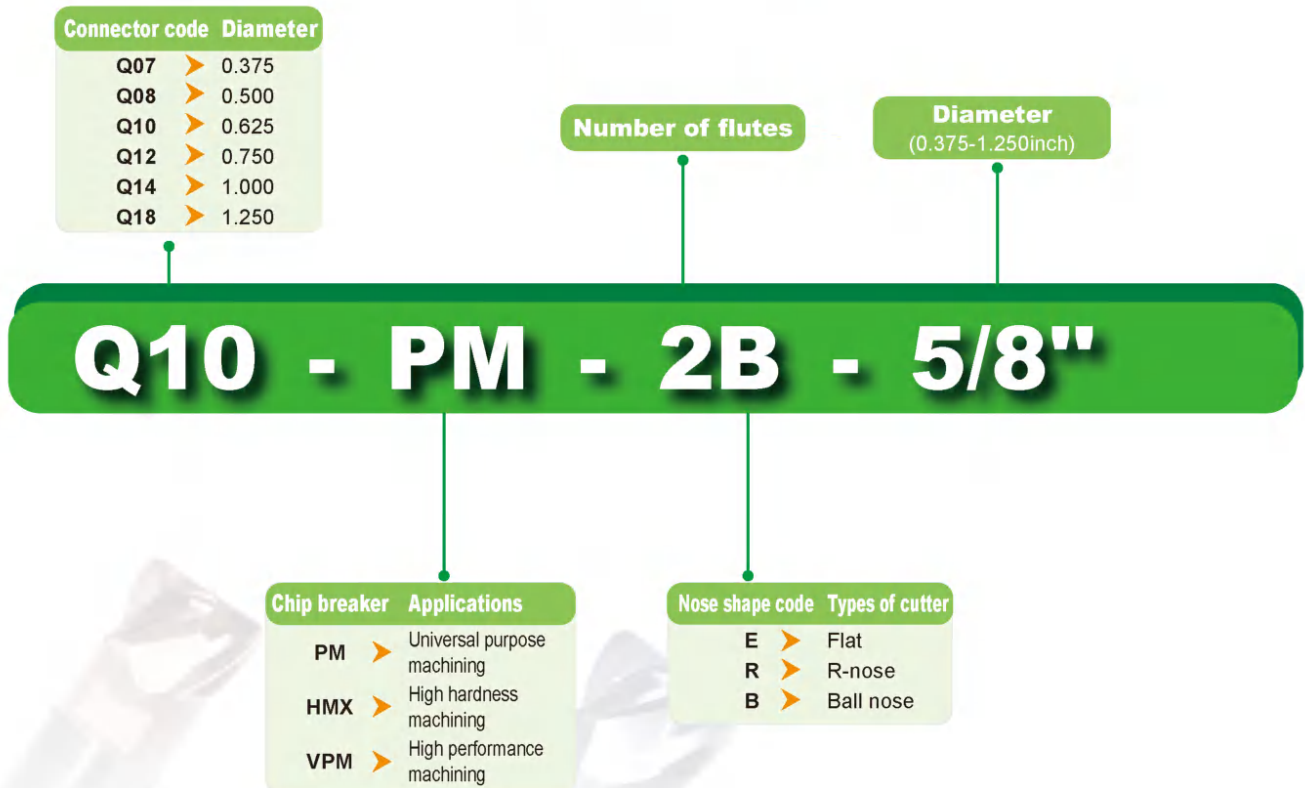 Connector code Diameter
Q07 0.375
Q08 0.500
Q10 0.625
Q12 0.750
Q14 1.000
Q18 1.250
Number of flutes
Diameter
(0.375-1.250inch)
Q10 - PM - 2B - 5/8"
Chip breaker Applications
PM Universal purpose
machining
HMX High hardness
machining
VPM High performance
machining
Nose shape code Types of cutter
E Flat
R R-nose
B Ball nose